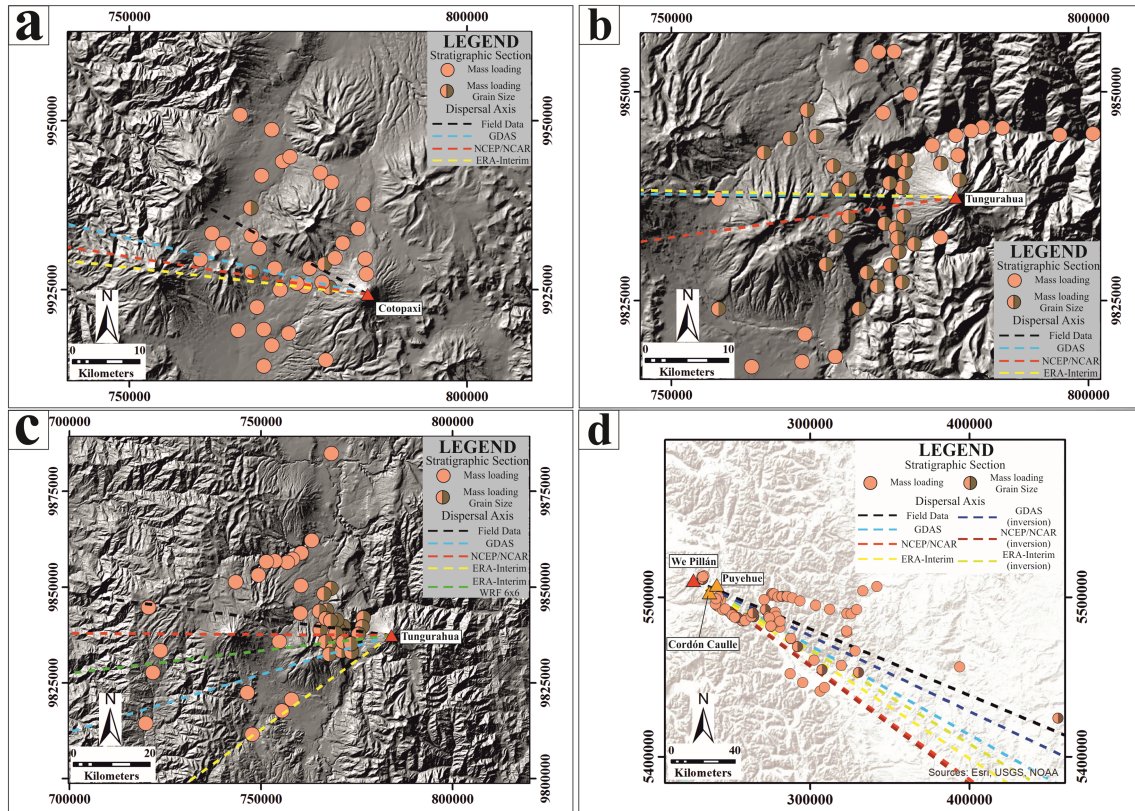 a
750000
800000
LEGEND
Stratigraphic Section
Mass loading
Mass loading
Grain Size
Dispersal Axis
Field Data
GDAS
NCEP/NCAR
ERA-Interim
9950000
9950000
9925000
9925000
Cotopaxi
N
0 10
Kilometers
750000
800000
b
750000
800000
9850000
9850000
Tungurahua
9825000
9825000
LEGEND
Stratigraphic Section
Mass loading
Mass loading
Grain Size
Dispersal Axis
Field Data
GDAS
NCEP/NCAR
ERA-Interim
N
0 10
Kilometers
750000
800000
c
700000
750000
800000
LEGEND
Stratigraphic Section
Mass loading
Mass loading
Grain Size
Dispersal Axis
Field Data
GDAS
NCEP/NCAR
ERA-Interim
ERA-Interim
WRF 6x6
9875000
9875000
9850000
9850000
Tungurahua
9825000
9825000
9800000
N
0 20
Kilometers
700000
750000
800000
d
300000
400000
LEGEND
Stratigraphic Section
Mass loading
Mass loading
Grain Size
Dispersal Axis
Field Data
GDAS
NCEP/NCAR
ERA-Interim
GDAS
(inversion)
NCEP/NCAR
(inversion)
ERA-Interim
(inversion)
We Pillán
Puyehue
Cordón Caulle
5500000
5500000
5400000
5400000
N
0 40
Kilometers
Sources: Esri, USGS, NOAA
300000
400000